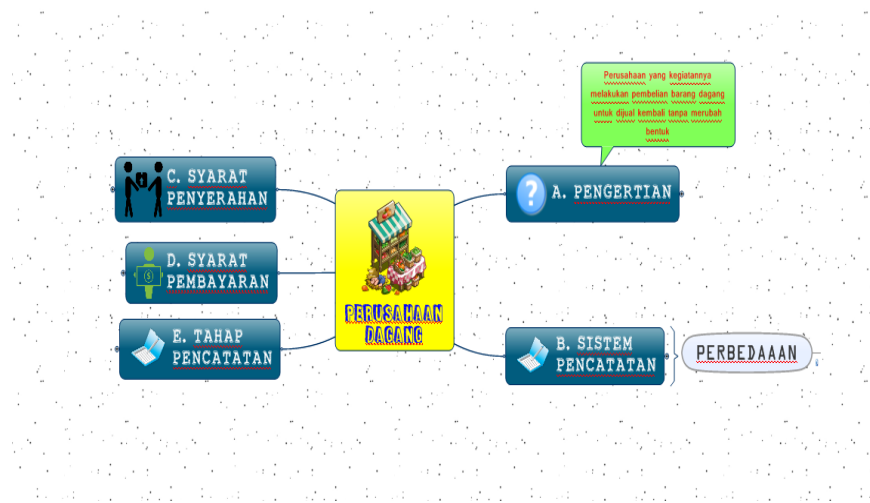 Perusahaan yang kegiatannya
melakukan pembelian barang dagang
untuk dijual kembali tanpa merubah
bentuk
A. PENGERTIAN
B. SISTEM
PENCATATAN
PERBEDAAAN
C. SYARAT
PENYERAHAN
D. SYARAT
PEMBAYARAN
E. TAHAP
PENCATATAN
PERUSAHAAN
DAGANG